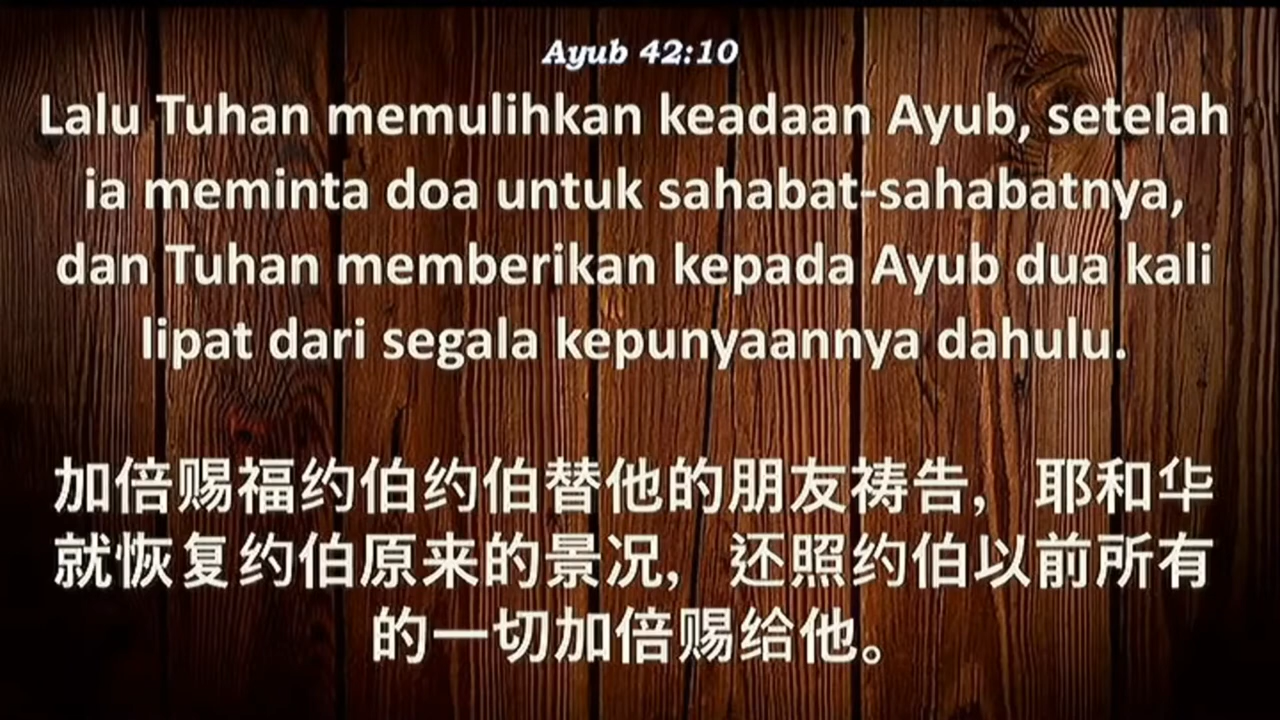 Ayub 42:10
Lalu Tuhan memulihkan keadaan Ayub, setelah
ia meminta doa untuk sahabat-sahabatnya,
dan Tuhan memberikan kepada Ayub dua kali
lipat dari segala kepunyaannya dahulu.
加倍赐福约伯约伯替他的朋友祷告，耶和华
就恢复约伯原来的景况，还照约伯以前所有
的一切加倍赐给他。